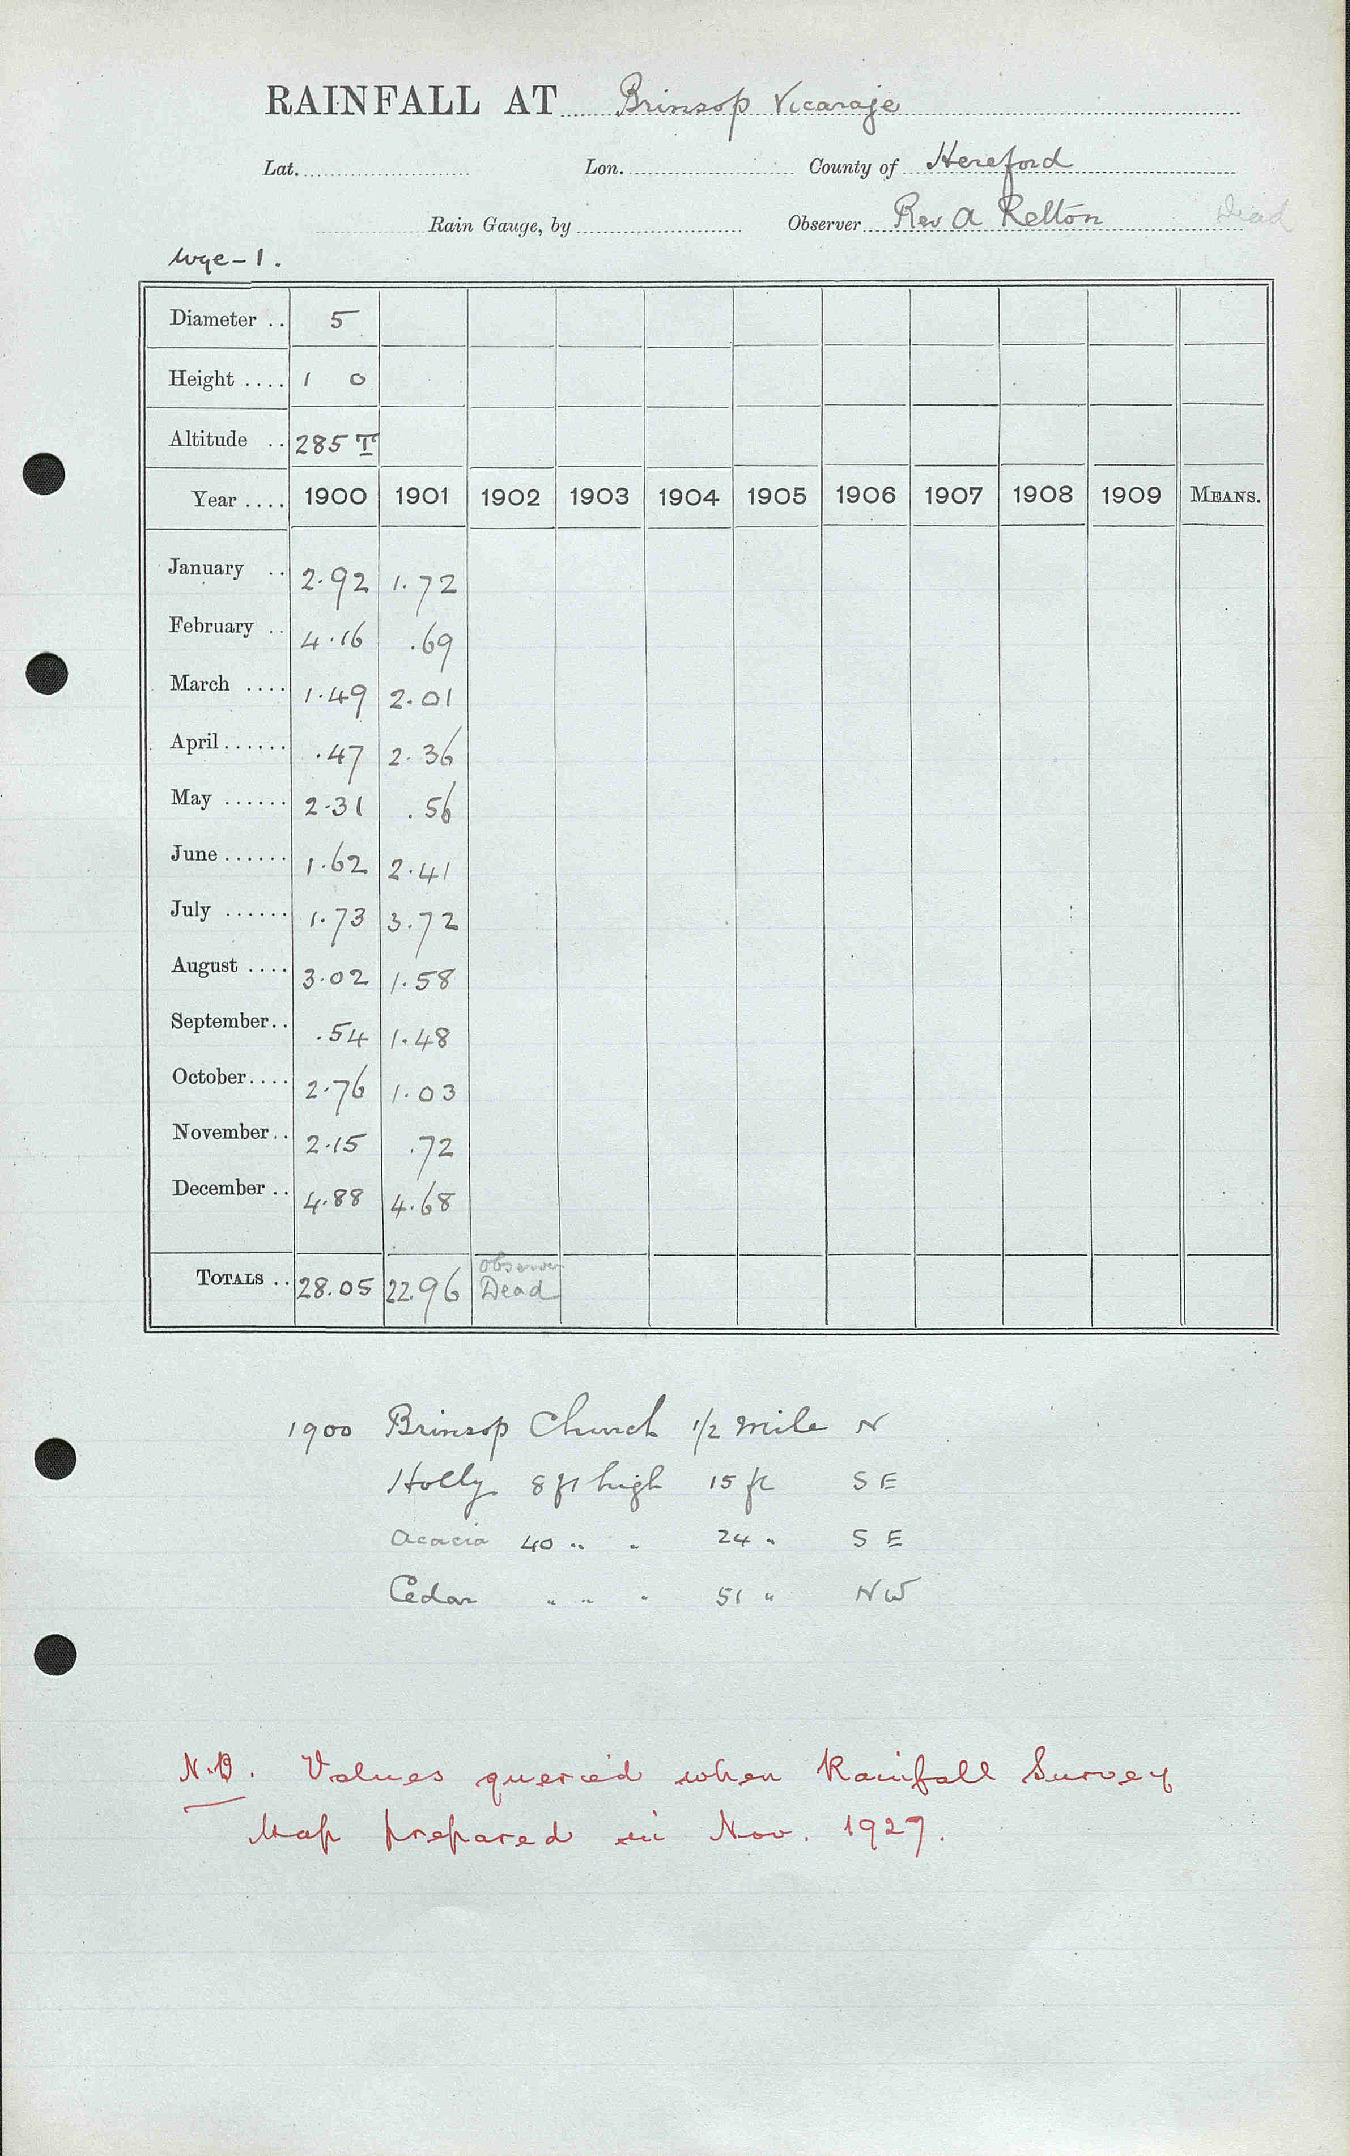 RAINFALL AT Brinsop Vicarage
Lat. Lon. County of Hereford
Rain Gauge, by Observer Rev A Relton Dead
Wye - 1.
Diameter .. 5
Height .... 1 0
Altitude .. 285 T
Year .... 1900 1901 1902 1903 1904 1905 1906 1907 1908 1909 MEANS.
January .. 2.92 1.72
February .. 4.16 .69
March .... 1.49 2.01
April ...... .47 2.36
May ...... 2.31 .56
June ...... 1.62 2.41
July ...... 1.73 3.72
August .... 3.02 1.58
September .. .54 1.48
October .... 2.76 1.03
November .. 2.15 .72
December .. 4.88 4.68
Observer
TOTALS .. 28.05 22.96 Dead
1900 Brinsop Church 1/2 mile N
Holly 8 ft high 15 ft S E
Acacia 40 " " 24 " S E
Cedar " " " 51 " N W
N.B. Values queried when Rainfall Survey
Map prepared in Nov. 1927.